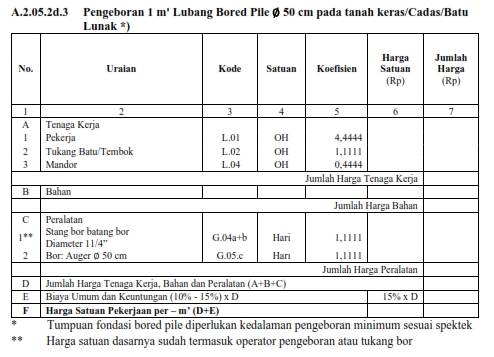 A.2.05.2d.3 Pengeboran 1 m' Lubang Bored Pile Ø 50 cm pada tanah keras/Cadas/Batu
Lunak *)
No. Uraian Kode Satuan Koefisien Harga Satuan (Rp) Jumlah Harga (Rp)
1 2 3 4 5 6 7
A Tenaga Kerja
1 Pekerja L.01 OH 4,4444
2 Tukang Batu/Tembok L.02 OH 1,1111
3 Mandor L.04 OH 0,4444
Jumlah Harga Tenaga Kerja
B Bahan
Jumlah Harga Bahan
C Peralatan
1** Stang bor batang bor Diameter 11/4” G.04a+b Hari 1,1111
2 Bor: Auger Ø 50 cm G.05.c Hari 1,1111
Jumlah Harga Peralatan
D Jumlah Harga Tenaga Kerja, Bahan dan Peralatan (A+B+C)
E Biaya Umum dan Keuntungan (10% - 15%) x D 15% x D
F Harga Satuan Pekerjaan per – m’ (D+E)
* Tumpuan fondasi bored pile diperlukan kedalaman pengeboran minimum sesuai spektek
** Harga satuan dasarnya sudah termasuk operator pengeboran atau tukang bor